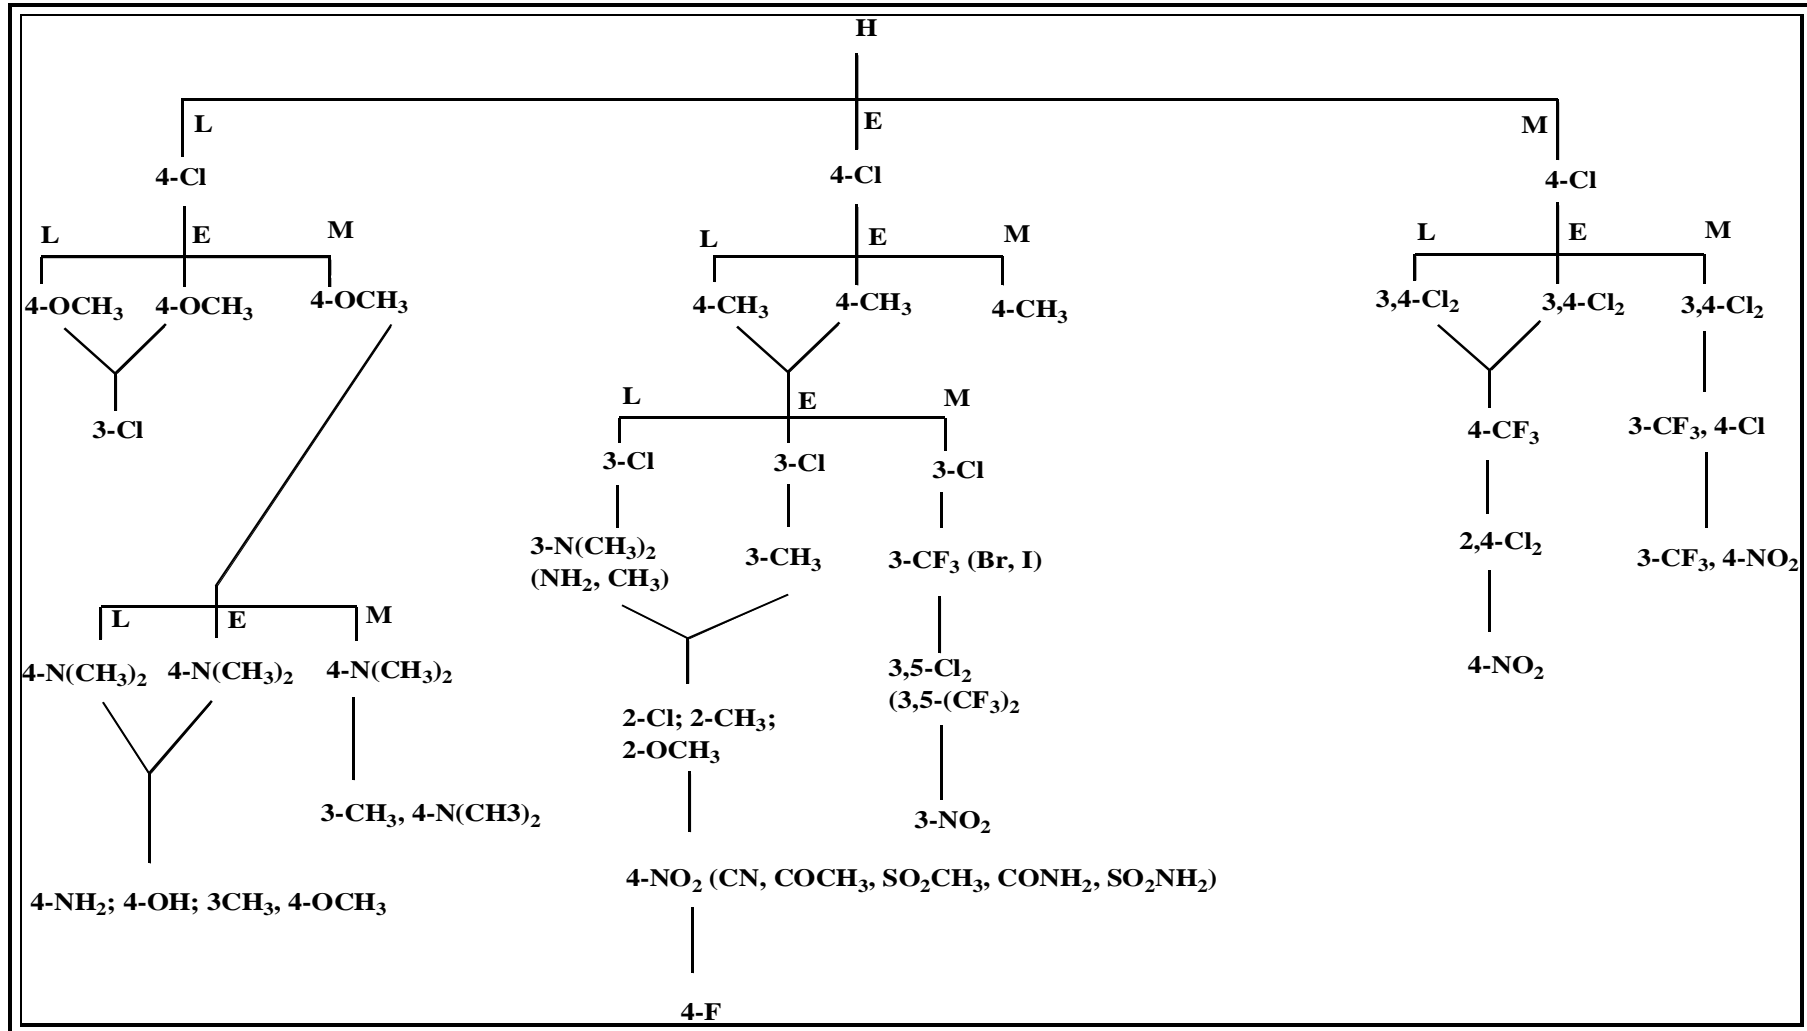 H
L
E
M
4-Cl
4-Cl
4-Cl
L
E
M
L
E
M
L
E
M
4-OCH₃
4-OCH₃
4-OCH₃
4-CH₃
4-CH₃
4-CH₃
3,4-Cl₂
3,4-Cl₂
3,4-Cl₂
L
E
M
3-Cl
4-CF₃
3-CF₃, 4-Cl
3-Cl
3-Cl
3-Cl
3-N(CH₃)₂
(NH₂, CH₃)
3-CH₃
3-CF₃ (Br, I)
2,4-Cl₂
3-CF₃, 4-NO₂
L
E
M
4-N(CH₃)₂
4-N(CH₃)₂
4-N(CH₃)₂
3,5-Cl₂
(3,5-(CF₃)₂
4-NO₂
2-Cl; 2-CH₃;
2-OCH₃
3-CH₃, 4-N(CH3)₂
3-NO₂
4-NO₂ (CN, COCH₃, SO₂CH₃, CONH₂, SO₂NH₂)
4-NH₂; 4-OH; 3CH₃, 4-OCH₃
4-F